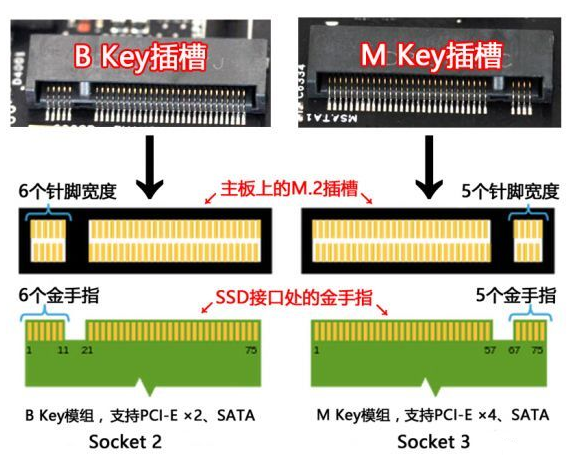 B Key插槽
M Key插槽
MSATA1
6个针脚宽度
主板上的M.2插槽
5个针脚宽度
6个金手指
SSD接口处的金手指
5个金手指
1 11 21 75
1 57 67 75
B Key模组，支持PCI-E ×2、SATA
M Key模组，支持PCI-E ×4、SATA
Socket 2
Socket 3